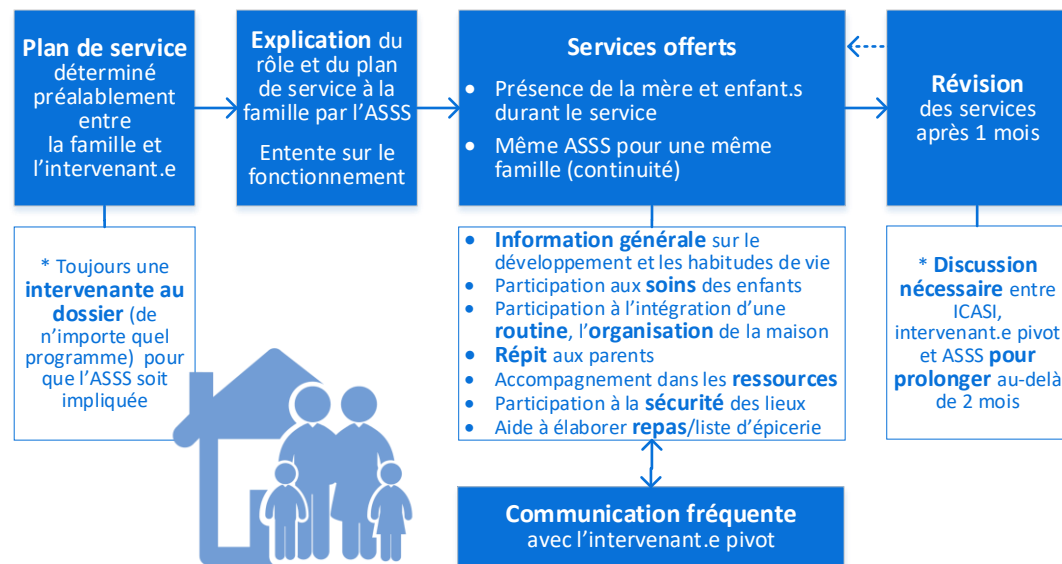 Plan de service
déterminé
préalablement
entre
la famille et
l'intervenant.e
* Toujours une
intervenante au
dossier (de
n'importe quel
programme) pour
que l'ASSS soit
impliquée
Explication du
rôle et du plan
de service à la
famille par l'ASSS
Entente sur le
fonctionnement
Services offerts
• Présence de la mère et enfant.s
durant le service
• Même ASSS pour une même
famille (continuité)
• Information générale sur le
développement et les habitudes de vie
• Participation aux soins des enfants
• Participation à l'intégration d'une
routine, l'organisation de la maison
• Répit aux parents
• Accompagnement dans les ressources
• Participation à la sécurité des lieux
• Aide à élaborer repas/liste d'épicerie
Communication fréquente
avec l'intervenant.e pivot
Révision
des services
après 1 mois
* Discussion
nécessaire entre
ICASI,
intervenant.e pivot
et ASSS pour
prolonger au-delà
de 2 mois